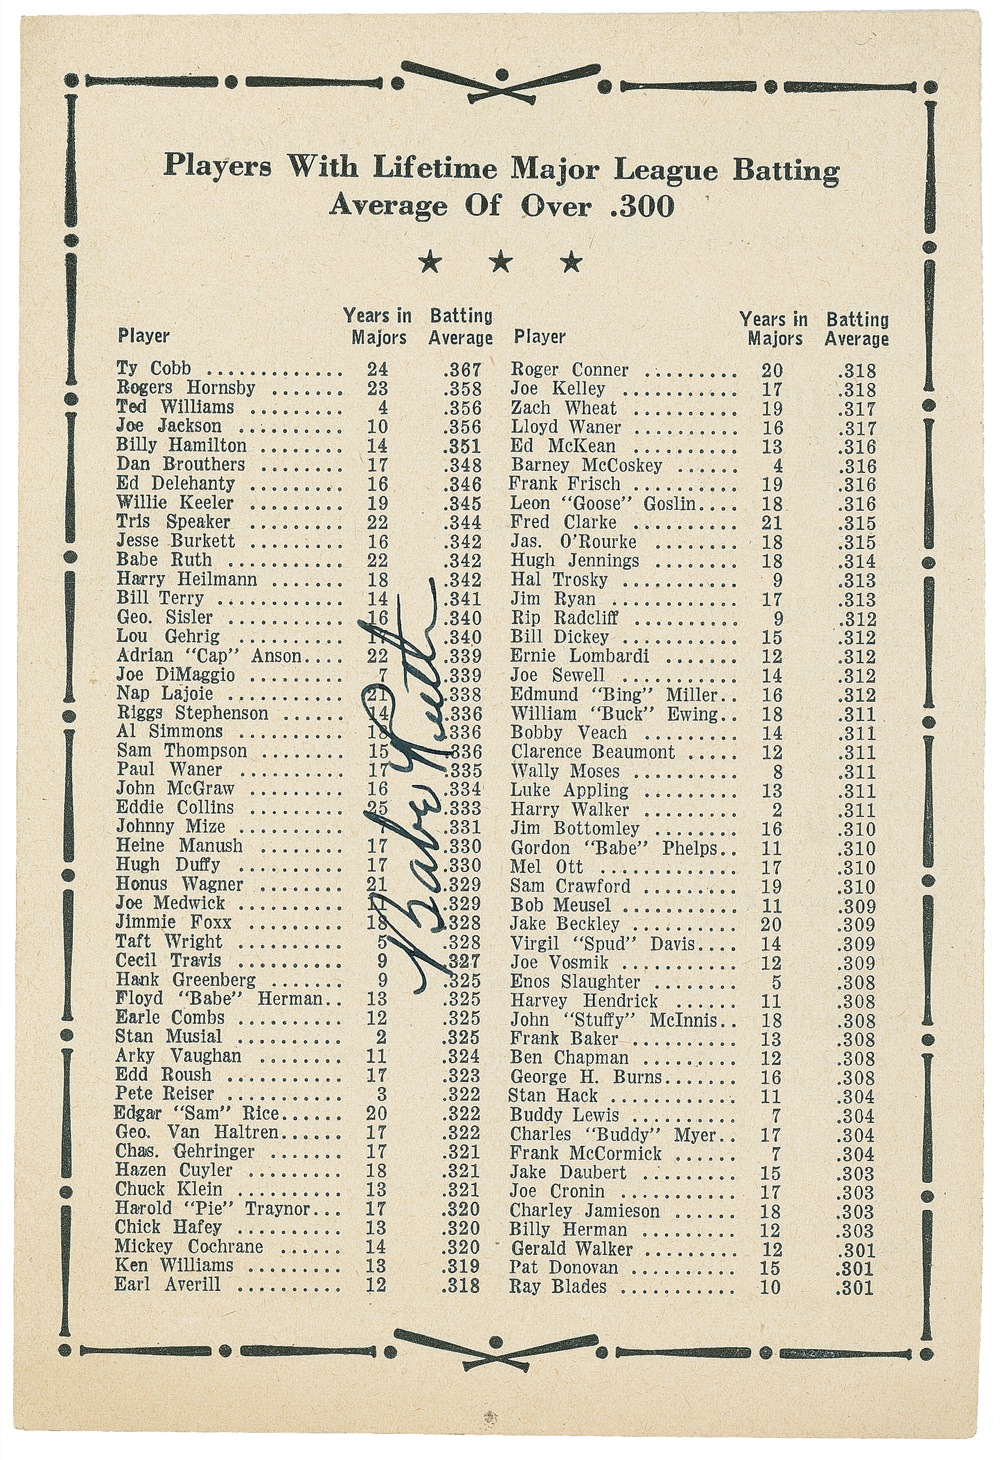 Players With Lifetime Major League Batting
Average Of Over .300
Years in Batting
Player Majors Average
Ty Cobb ............. 24 .367
Rogers Hornsby ....... 23 .358
Ted Williams ......... 4 .356
Joe Jackson .......... 10 .356
Billy Hamilton ....... 14 .351
Dan Brouthers ........ 17 .348
Ed Delehanty ......... 16 .346
Willie Keeler ......... 19 .345
Tris Speaker ......... 22 .344
Jesse Burkett ........ 16 .342
Babe Ruth ........... 22 .342
Harry Heilmann ....... 18 .342
Bill Terry ............ 14 .341
Geo. Sisler .......... 16 .340
Lou Gehrig .......... 17 .340
Adrian "Cap" Anson.... 22 .339
Joe DiMaggio ......... 7 .339
Nap Lajoie ........... 21 .338
Riggs Stephenson ...... 14 .336
Al Simmons .......... 18 .336
Sam Thompson ........ 15 .336
Paul Waner .......... 17 .335
John McGraw ......... 16 .334
Eddie Collins ......... 25 .333
Johnny Mize .......... 7 .331
Heine Manush ........ 17 .330
Hugh Duffy .......... 17 .330
Honus Wagner ........ 21 .329
Joe Medwick .......... 11 .329
Jimmie Foxx ......... 18 .328
Taft Wright .......... 5 .328
Cecil Travis .......... 9 .327
Hank Greenberg ....... 9 .325
Floyd "Babe" Herman.. 13 .325
Earle Combs .......... 12 .325
Stan Musial .......... 2 .325
Arky Vaughan ........ 11 .324
Edd Roush ........... 17 .323
Pete Reiser ........... 3 .322
Edgar "Sam" Rice...... 20 .322
Geo. Van Haltren...... 17 .322
Chas. Gehringer ....... 17 .321
Hazen Cuyler ......... 18 .321
Chuck Klein .......... 13 .321
Harold "Pie" Traynor... 17 .320
Chick Hafey .......... 13 .320
Mickey Cochrane ...... 14 .320
Ken Williams ......... 13 .319
Earl Averill .......... 12 .318
Babe Ruth
Years in Batting
Player Majors Average
Roger Conner ......... 20 .318
Joe Kelley ........... 17 .318
Zach Wheat .......... 19 .317
Lloyd Waner .......... 16 .317
Ed McKean .......... 13 .316
Barney McCoskey ...... 4 .316
Frank Frisch .......... 19 .316
Leon "Goose" Goslin.... 18 .316
Fred Clarke .......... 21 .315
Jas. O'Rourke ........ 18 .315
Hugh Jennings ........ 18 .314
Hal Trosky ........... 9 .313
Jim Ryan ............ 17 .313
Rip Radcliff .......... 9 .312
Bill Dickey ........... 15 .312
Ernie Lombardi ....... 12 .312
Joe Sewell ........... 14 .312
Edmund "Bing" Miller.. 16 .312
William "Buck" Ewing.. 18 .311
Bobby Veach ......... 14 .311
Clarence Beaumont .... 12 .311
Wally Moses .......... 8 .311
Luke Appling ......... 13 .311
Harry Walker ......... 2 .311
Jim Bottomley ........ 16 .310
Gordon "Babe" Phelps.. 11 .310
Mel Ott ............. 17 .310
Sam Crawford ........ 19 .310
Bob Meusel ........... 11 .309
Jake Beckley .......... 20 .309
Virgil "Spud" Davis.... 14 .309
Joe Vosmik ........... 12 .309
Enos Slaughter ........ 5 .308
Harvey Hendrick ...... 11 .308
John "Stuffy" McInnis.. 18 .308
Frank Baker .......... 13 .308
Ben Chapman ......... 12 .308
George H. Burns....... 16 .308
Stan Hack ........... 11 .304
Buddy Lewis .......... 7 .304
Charles "Buddy" Myer.. 17 .304
Frank McCormick ...... 7 .304
Jake Daubert ......... 15 .303
Joe Cronin ........... 17 .303
Charley Jamieson ...... 18 .303
Billy Herman ......... 12 .303
Gerald Walker ......... 12 .301
Pat Donovan .......... 15 .301
Ray Blades ........... 10 .301